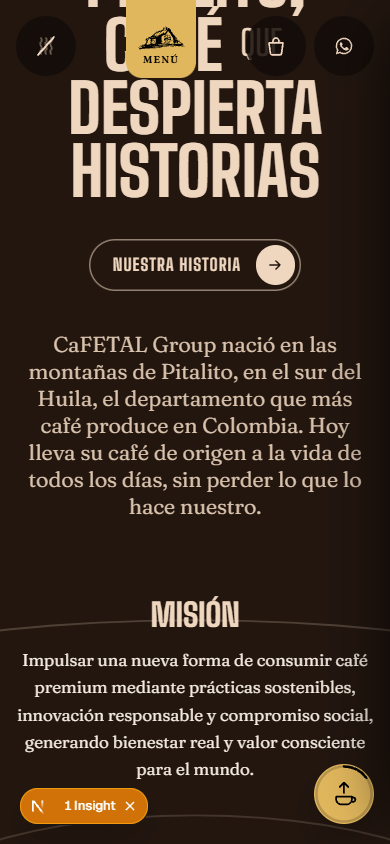 MENÚ
CAFÉ QUE
DESPIERTA
HISTORIAS
NUESTRA HISTORIA
CaFETAL Group nació en las
montañas de Pitalito, en el sur del
Huila, el departamento que más
café produce en Colombia. Hoy
lleva su café de origen a la vida de
todos los días, sin perder lo que lo
hace nuestro.
MISIÓN
Impulsar una nueva forma de consumir café
premium mediante prácticas sostenibles,
innovación responsable y compromiso social,
generando bienestar real y valor consciente
para el mundo.
1 Insight